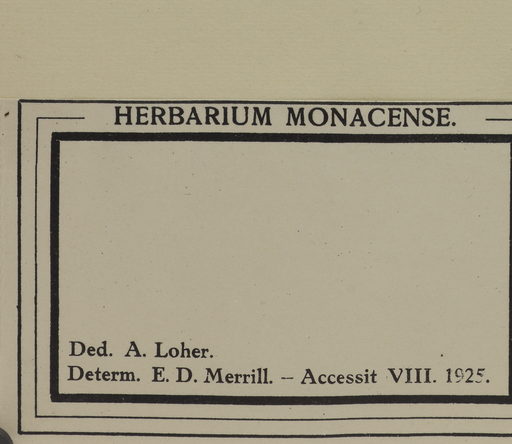 HERBARIUM MONACENSE.
Ded. A. Loher.
Determ. E. D. Merrill. – Accessit VIII. 1925.